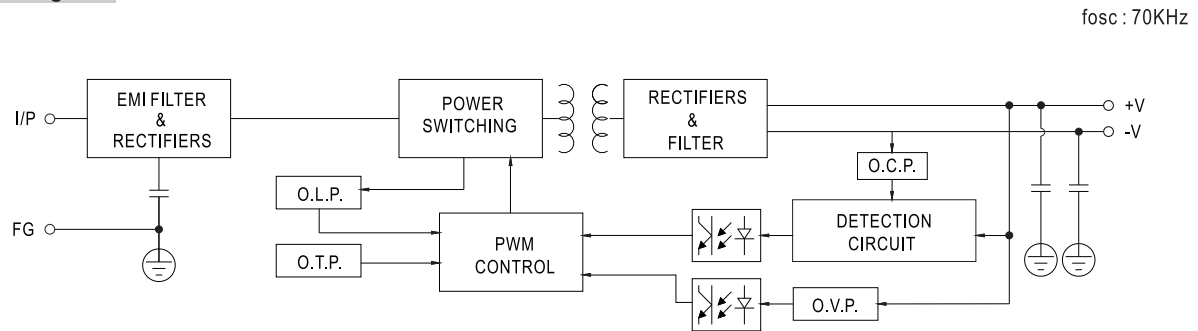 fosc : 70KHz
I/P
EMI FILTER
&
RECTIFIERS
POWER
SWITCHING
RECTIFIERS
&
FILTER
+V
-V
O.C.P.
O.L.P.
FG
PWM
CONTROL
DETECTION
CIRCUIT
O.T.P.
O.V.P.